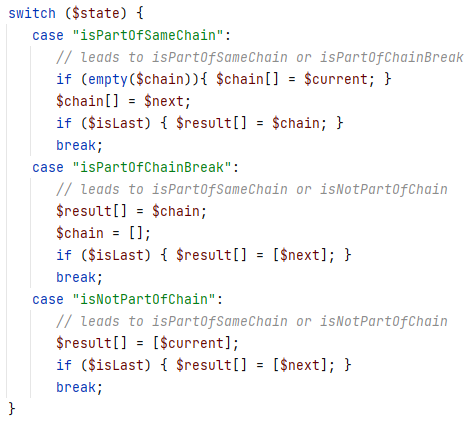 switch ($state) {
    case "isPartOfSameChain":
        // leads to isPartOfSameChain or isPartOfChainBreak
        if (empty($chain)){ $chain[] = $current; }
        $chain[] = $next;
        if ($isLast) { $result[] = $chain; }
        break;
    case "isPartOfChainBreak":
        // leads to isPartOfSameChain or isNotPartOfChain
        $result[] = $chain;
        $chain = [];
        if ($isLast) { $result[] = [$next]; }
        break;
    case "isNotPartOfChain":
        // leads to isPartOfSameChain or isNotPartOfChain
        $result[] = [$current];
        if ($isLast) { $result[] = [$next]; }
        break;
}